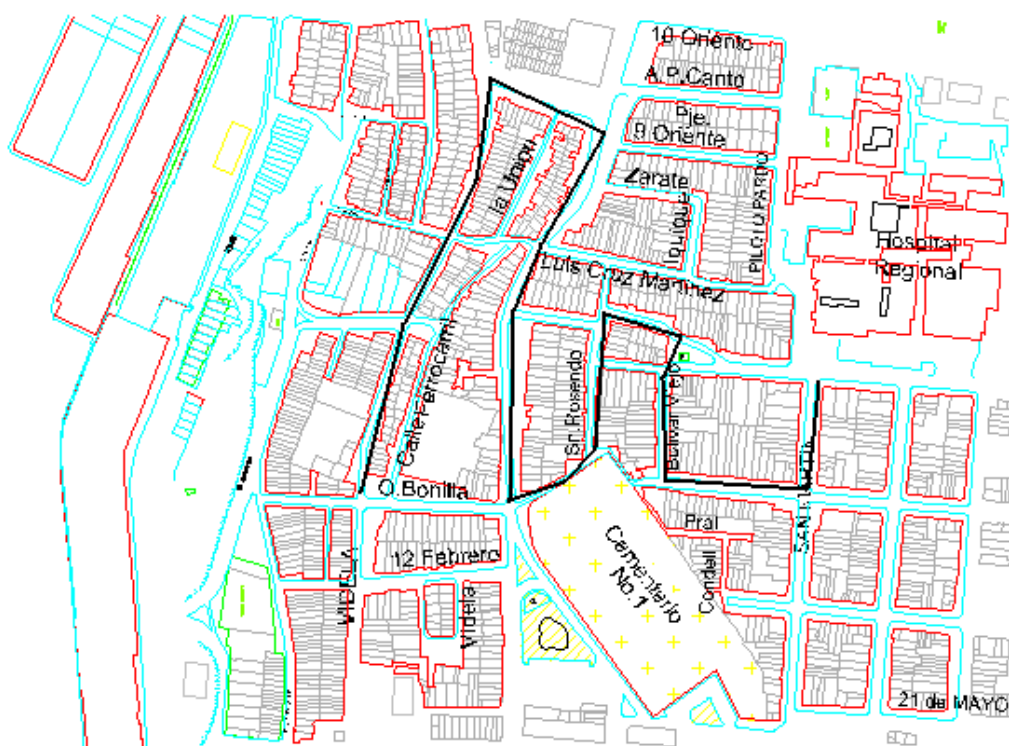 10 Oriente
A.P.Canto
Pje.
9 Oriente
Zarate
PILOTO PARDO
la Union
Luis Cruz Martinez
Hospital
Regional
Calle Ferrocarril
Sn.Rosendo
O.Bonilla
Pral
12 Febrero
VIDELA
Videla
Cementerio
No.1
Condell
21 de MAYO